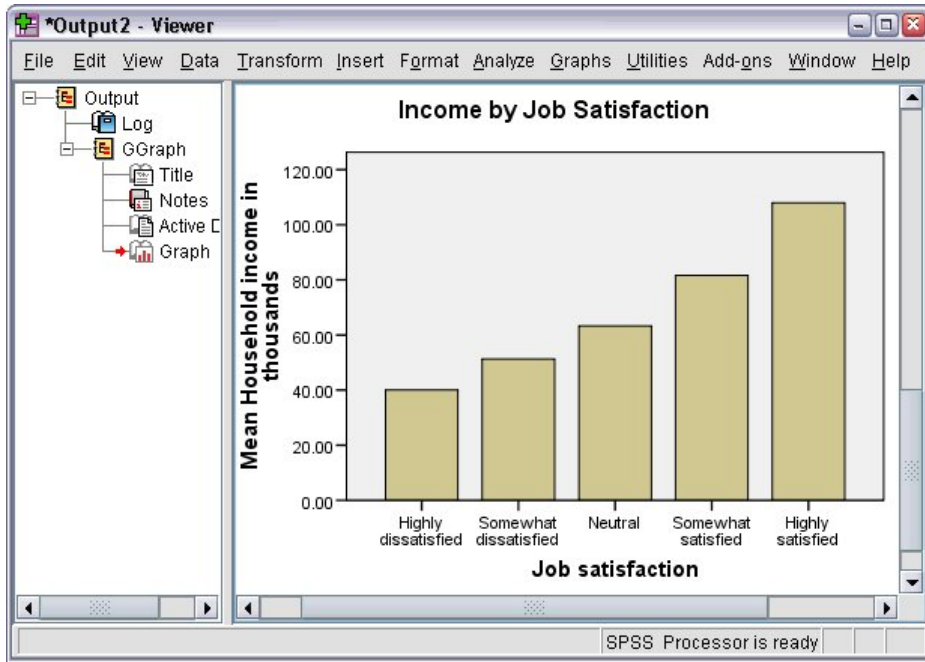 *Output2 - Viewer
File Edit View Data Transform Insert Format Analyze Graphs Utilities Add-ons Window Help
Output
Log
GGraph
Title
Notes
Active D
Graph
Income by Job Satisfaction
Mean Household income in
thousands
120.00
100.00
80.00
60.00
40.00
20.00
0.00
Highly
dissatisfied
Somewhat
dissatisfied
Neutral
Somewhat
satisfied
Highly
satisfied
Job satisfaction
SPSS Processor is ready